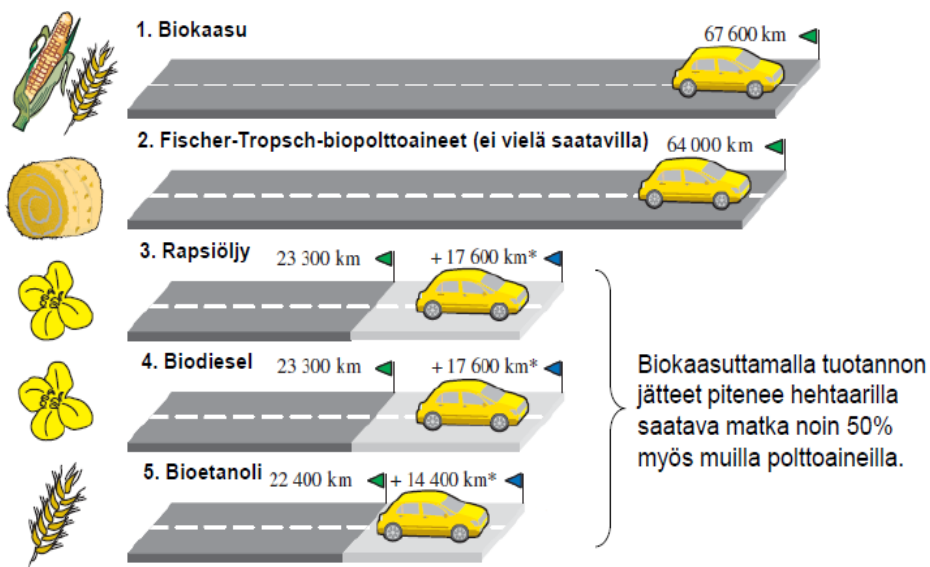 1. Biokaasu
67 600 km
2. Fischer-Tropsch-biopolttoaineet (ei vielä saatavilla)
64 000 km
3. Rapsiöljy
23 300 km
+ 17 600 km*
4. Biodiesel
23 300 km
+17 600 km*
5. Bioetanoli
22 400 km
+ 14 400 km*
Biokaasuttamalla tuotannon
jätteet pitenee hehtaarilla
saatava matka noin 50%
myös muilla polttoaineilla.